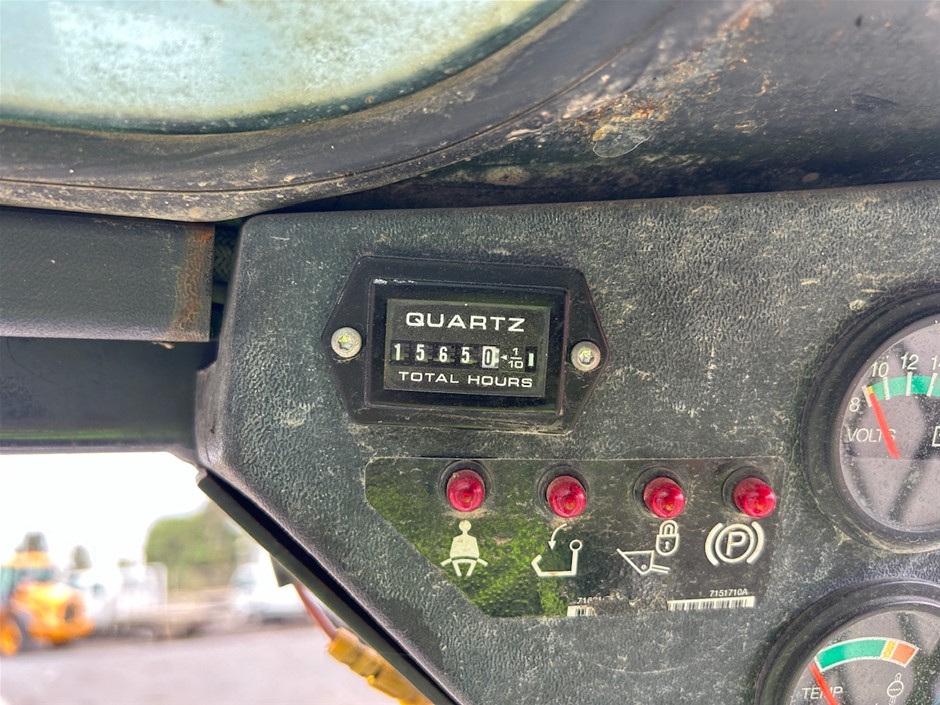 QUARTZ
15650 1/10
TOTAL HOURS
8 10 12
VOLTS
P
7151710A
TEMP